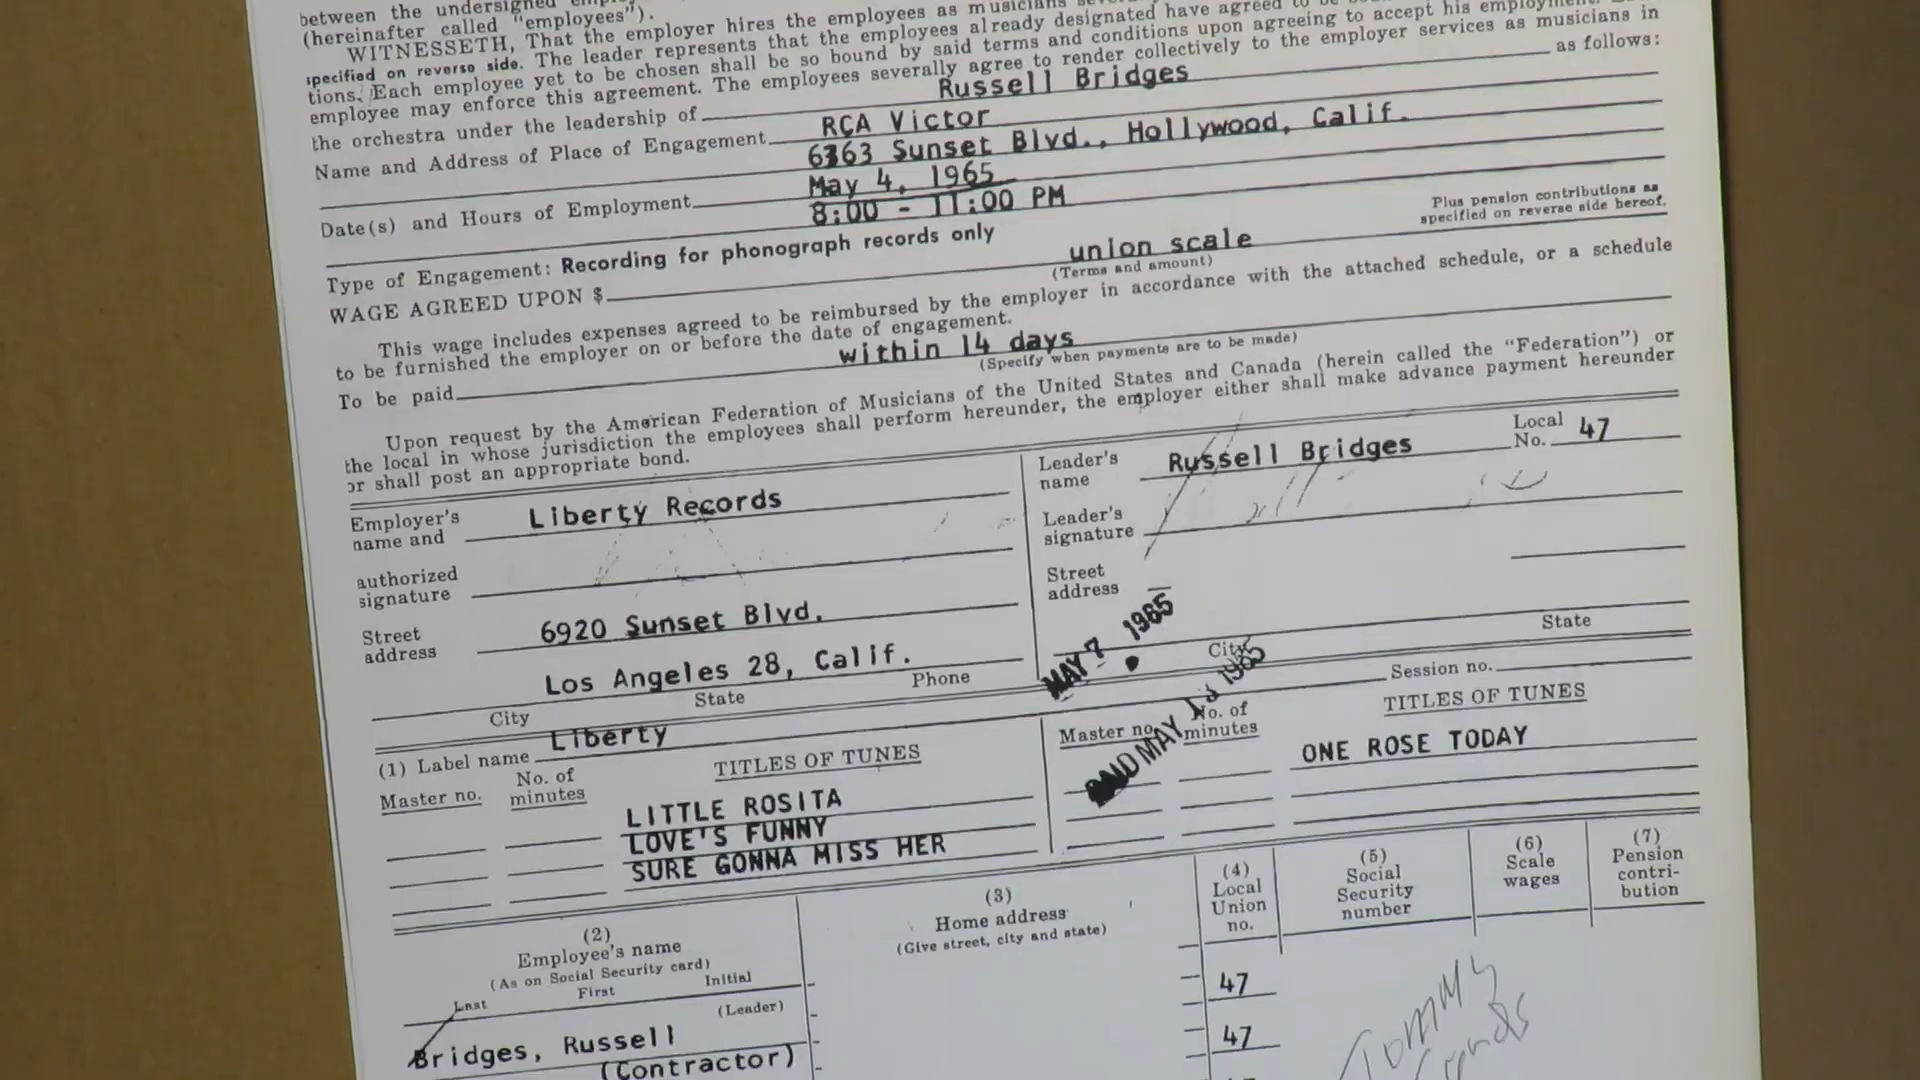 between the undersigned
(hereinafter called "employees").
WITNESSETH, That the employer hires the employees as musicians
specified on reverse side. The leader represents that the employees already designated have agreed to be
tions. Each employee yet to be chosen shall be so bound by said terms and conditions upon agreeing to accept his employment.
employee may enforce this agreement. The employees severally agree to render collectively to the employer services as musicians in
the orchestra under the leadership of Russell Bridges as follows:
Name and Address of Place of Engagement RCA Victor
6363 Sunset Blvd., Hollywood, Calif.
Date(s) and Hours of Employment May 4, 1965
8:00 - 11:00 PM
Type of Engagement: Recording for phonograph records only
Plus pension contributions as
specified on reverse side hereof.
WAGE AGREED UPON $ union scale
(Terms and amount)
This wage includes expenses agreed to be reimbursed by the employer in accordance with the attached schedule, or a schedule
to be furnished the employer on or before the date of engagement.
To be paid within 14 days
(Specify when payments are to be made)
Upon request by the American Federation of Musicians of the United States and Canada (herein called the "Federation") or
the local in whose jurisdiction the employees shall perform hereunder, the employer either shall make advance payment hereunder
or shall post an appropriate bond.
Employer's
name and Liberty Records
authorized
signature
Street
address 6920 Sunset Blvd.
Los Angeles 28, Calif.
City State Phone
Leader's
name Russell Bridges Local
No. 47
Leader's
signature
Street
address
MAY 7 1965
City State
PAID MAY 1965
Session no.
(1) Label name Liberty
Master no. No. of
minutes TITLES OF TUNES
LITTLE ROSITA
LOVE'S FUNNY
SURE GONNA MISS HER
Master no. No. of
minutes TITLES OF TUNES
ONE ROSE TODAY
(2)
Employee's name
(As on Social Security card)
Last First Initial
(3)
Home address
(Give street, city and state)
(4)
Local
Union
no.
(5)
Social
Security
number
(6)
Scale
wages
(7)
Pension
contri-
bution
(Leader)
Bridges, Russell
47
(Contractor)
47
Tommy